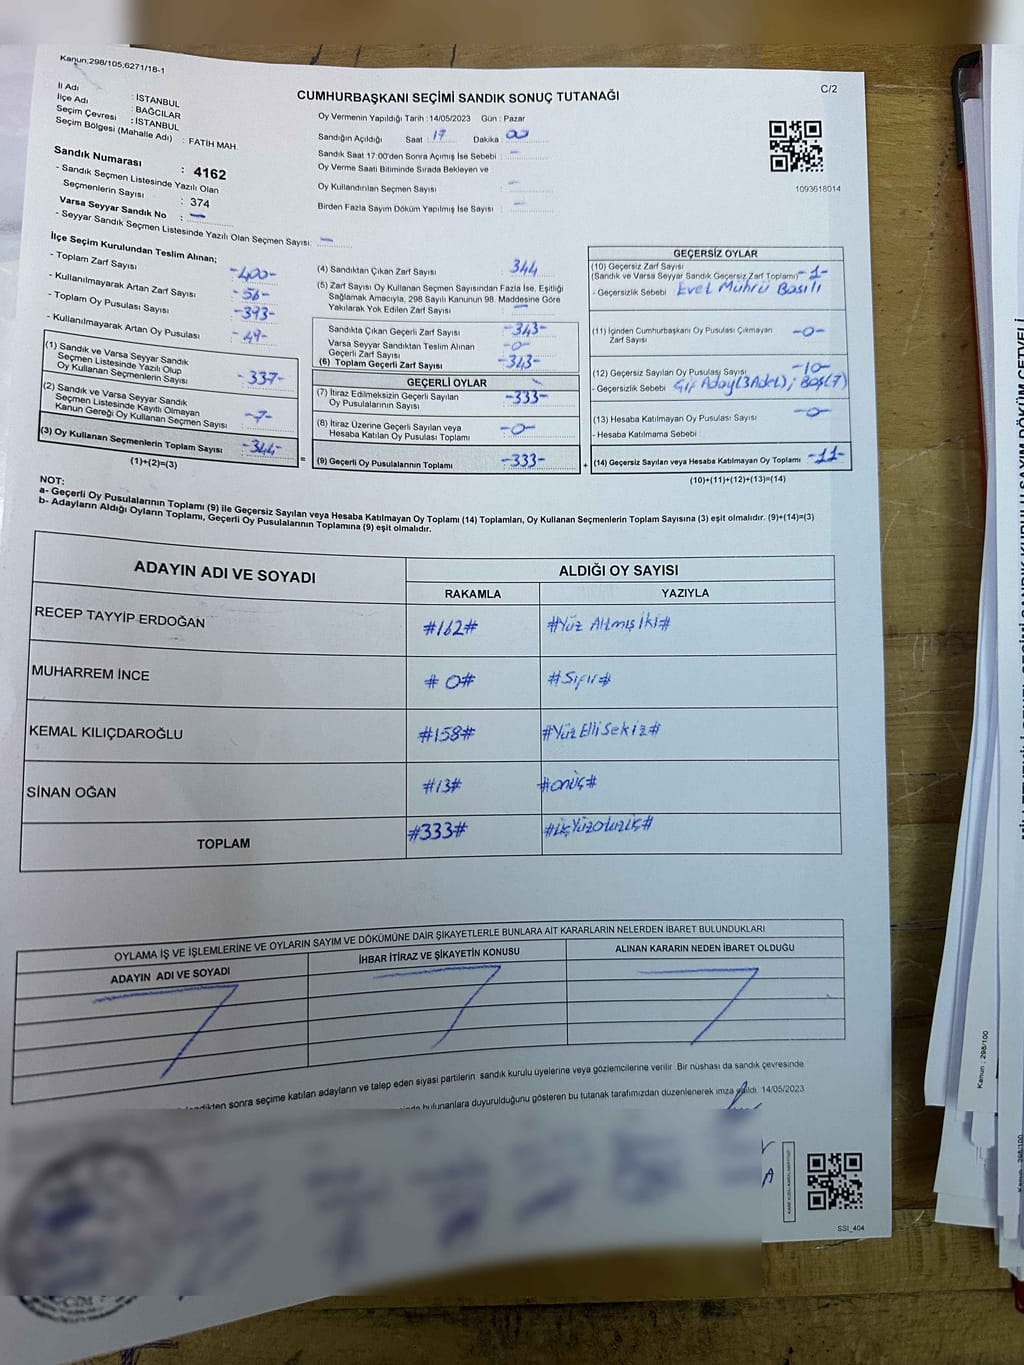 Kanun;298/105;6271/18-1
C/2
CUMHURBAŞKANI SEÇİMİ SANDIK SONUÇ TUTANAĞI
İl Adı : İSTANBUL
İlçe Adı : BAĞCILAR
Seçim Çevresi : İSTANBUL
Seçim Bölgesi (Mahalle Adı) : FATİH MAH.
Sandık Numarası : 4162
- Sandık Seçmen Listesinde Yazılı Olan
Seçmenlerin Sayısı : 374
Varsa Seyyar Sandık No : -
- Seyyar Sandık Seçmen Listesinde Yazılı Olan Seçmen Sayısı: -
Oy Vermenin Yapıldığı Tarih :14/05/2023 Gün : Pazar
Sandığın Açıldığı Saat : 17 Dakika : 00
Sandık Saat 17:00'den Sonra Açımış İse Sebebi : -
Oy Verme Saati Bitiminde Sırada Bekleyen ve
Oy Kullandırılan Seçmen Sayısı : -
Birden Fazla Sayım Döküm Yapılmış İse Sayısı : -
1093618014
İlçe Seçim Kurulundan Teslim Alınan;
- Toplam Zarf Sayısı : -400-
- Kullanılmayarak Artan Zarf Sayısı : -56-
- Toplam Oy Pusulası Sayısı : -393-
- Kullanılmayarak Artan Oy Pusulası : -49-
(1) Sandık ve Varsa Seyyar Sandık
Seçmen Listesinde Yazılı Olup
Oy Kullanan Seçmenlerin Sayısı : -337-
(2) Sandık ve Varsa Seyyar Sandık
Seçmen Listesinde Kayıtlı Olmayan
Kanun Gereği Oy Kullanan Seçmen Sayısı : -7-
(3) Oy Kullanan Seçmenlerin Toplam Sayısı : -344-
(1)+(2)=(3)
(4) Sandıktan Çıkan Zarf Sayısı : 344
(5) Zarf Sayısı Oy Kullanan Seçmen Sayısından Fazla İse, Eşitliği
Sağlamak Amacıyla, 298 Sayılı Kanunun 98. Maddesine Göre
Yakılarak Yok Edilen Zarf Sayısı : -
Sandıkta Çıkan Geçerli Zarf Sayısı : -343-
Varsa Seyyar Sandıktan Teslim Alınan
Geçerli Zarf Sayısı : -0-
(6) Toplam Geçerli Zarf Sayısı : -343-
GEÇERLİ OYLAR
(7) İtiraz Edilmeksizin Geçerli Sayılan
Oy Pusulalarının Sayısı : -333-
(8) İtiraz Üzerine Geçerli Sayılan veya
Hesaba Katılan Oy Pusulası Toplamı : -0-
= (9) Geçerli Oy Pusulalarının Toplamı : -333-
GEÇERSİZ OYLAR
(10) Geçersiz Zarf Sayısı
(Sandık ve Varsa Seyyar Sandık Geçersiz Zarf Toplamı) -1-
- Geçersizlik Sebebi : Evet Mührü Basılı
(11) İçinden Cumhurbaşkanı Oy Pusulası Çıkmayan
Zarf Sayısı : -0-
(12) Geçersiz Sayılan Oy Pusulası Sayısı : -10-
- Geçersizlik Sebebi : Çif Aday(3Adet); Boş(7)
(13) Hesaba Katılmayan Oy Pusulası Sayısı : -0-
- Hesaba Katılmama Sebebi :
+ (14) Geçersiz Sayılan veya Hesaba Katılmayan Oy Toplamı : -11-
(10)+(11)+(12)+(13)=(14)
NOT:
a- Geçerli Oy Pusulalarının Toplamı (9) ile Geçersiz Sayılan veya Hesaba Katılmayan Oy Toplamı (14) Toplamları, Oy Kullanan Seçmenlerin Toplam Sayısına (3) eşit olmalıdır. (9)+(14)=(3)
b- Adayların Aldığı Oyların Toplamı, Geçerli Oy Pusulalarının Toplamına (9) eşit olmalıdır.
ADAYIN ADI VE SOYADI ALDIĞI OY SAYISI
RAKAMLA YAZIYLA
RECEP TAYYİP ERDOĞAN #162# #Yüz Altmış İki#
MUHARREM İNCE #0# #Sıfır#
KEMAL KILIÇDAROĞLU #158# #Yüz Elli Sekiz#
SİNAN OĞAN #13# #onüç#
TOPLAM #333# #ÜçYüzotuzüç#
OYLAMA İŞ VE İŞLEMLERİNE VE OYLARIN SAYIM VE DÖKÜMÜNE DAİR ŞİKAYETLERLE BUNLARA AİT KARARLARIN NELERDEN İBARET BULUNDUKLARI
ADAYIN ADI VE SOYADI İHBAR İTİRAZ VE ŞİKAYETİN KONUSU ALINAN KARARIN NEDEN İBARET OLDUĞU
sonra seçime katılan adayların ve talep eden siyasi partilerin sandık kurulu üyelerine veya gözlemcilerine verilir Bir nüshası da sandık çevresinde
bulunanlara duyurulduğunu gösteren bu tutanak tarafımızdan düzenlenerek imza 14/05/2023
SSI_404
Kanun : 298/100